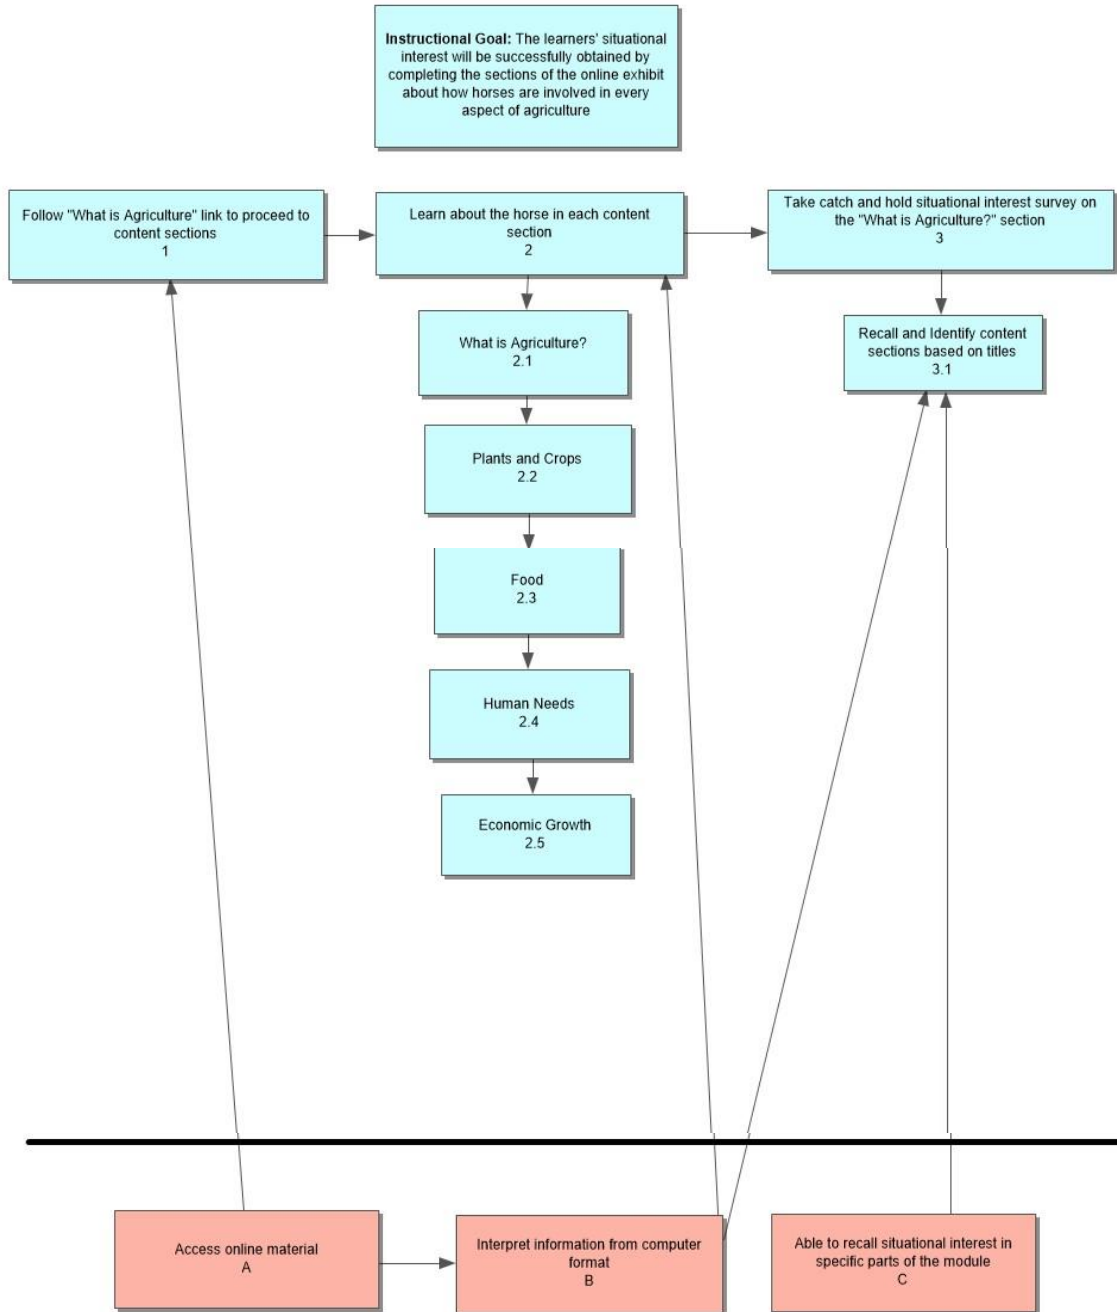 Instructional Goal: The learners' situational
interest will be successfully obtained by
completing the sections of the online exhibit
about how horses are involved in every
aspect of agriculture
Follow "What is Agriculture" link to proceed to
content sections
1
Learn about the horse in each content
section
2
Take catch and hold situational interest survey on
the "What is Agriculture?" section
3
What is Agriculture?
2.1
Recall and Identify content
sections based on titles
3.1
Plants and Crops
2.2
Food
2.3
Human Needs
2.4
Economic Growth
2.5
Access online material
A
Interpret information from computer
format
B
Able to recall situational interest in
specific parts of the module
C